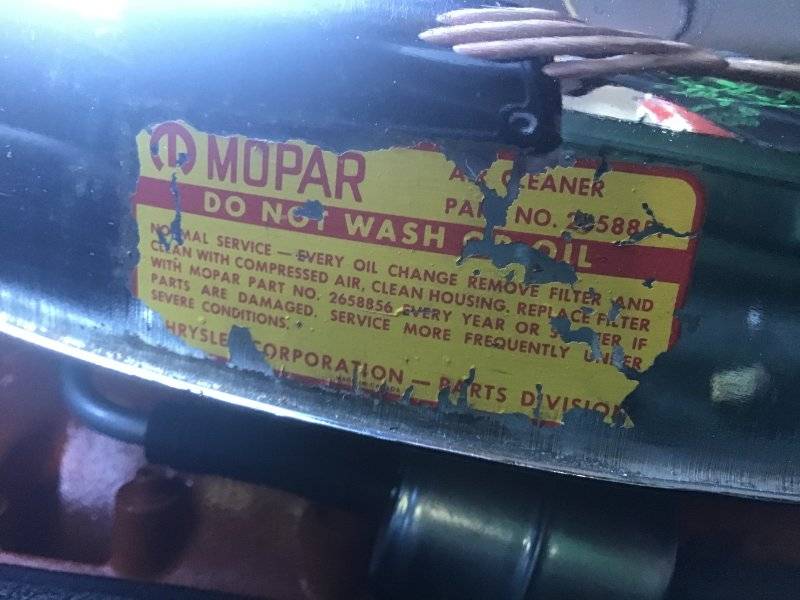 MOPAR
AIR CLEANER
PART NO.
DO NOT WASH OR OIL
NORMAL SERVICE — EVERY OIL CHANGE REMOVE FILTER AND
CLEAN WITH COMPRESSED AIR, CLEAN HOUSING. REPLACE FILTER
WITH MOPAR PART NO. 2658856 EVERY YEAR OR SOONER IF
PARTS ARE DAMAGED. SERVICE MORE FREQUENTLY UNDER
SEVERE CONDITIONS.
CHRYSLER CORPORATION — PARTS DIVISION